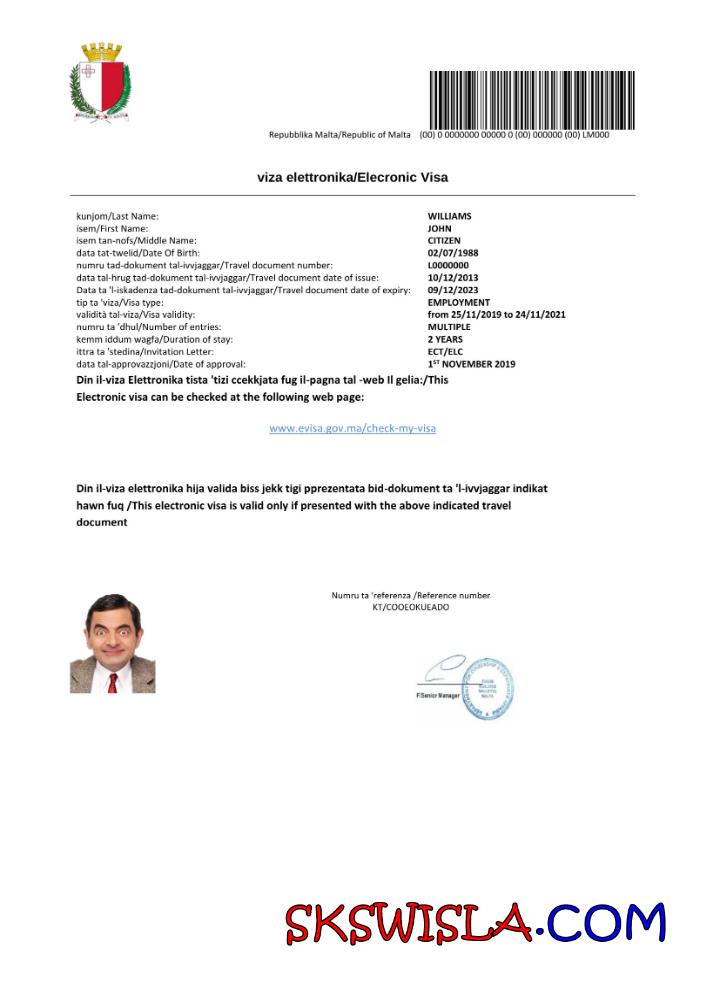 Repubblika Malta/Republic of Malta (00) 0 0000000 00000 0 (00) 000000 (00) LM000
viza elettronika/Elecronic Visa
kunjom/Last Name: WILLIAMS
isem/First Name: JOHN
isem tan-nofs/Middle Name: CITIZEN
data tat-twelid/Date Of Birth: 02/07/1988
numru tad-dokument tal-ivvjaggar/Travel document number: L0000000
data tal-hrug tad-dokument tal-ivvjaggar/Travel document date of issue: 10/12/2013
Data ta 'l-iskadenza tad-dokument tal-ivvjaggar/Travel document date of expiry: 09/12/2023
tip ta 'viza/Visa type: EMPLOYMENT
validità tal-viza/Visa validity: from 25/11/2019 to 24/11/2021
numru ta 'dhul/Number of entries: MULTIPLE
kemm iddum wagfa/Duration of stay: 2 YEARS
ittra ta 'stedina/Invitation Letter: ECT/ELC
data tal-approvazzjoni/Date of approval: 1ST NOVEMBER 2019
Din il-viza Elettronika tista 'tizi ccekkjata fug il-pagna tal -web Il gelia:/This
Electronic visa can be checked at the following web page:
www.evisa.gov.ma/check-my-visa
Din il-viza elettronika hija valida biss jekk tigi pprezentata bid-dokument ta 'l-ivvjaggar indikat
hawn fuq /This electronic visa is valid only if presented with the above indicated travel
document
Numru ta 'referenza /Reference number
KT/COOEOKUEADO
F/Senior Manager
SKSWISLA.COM